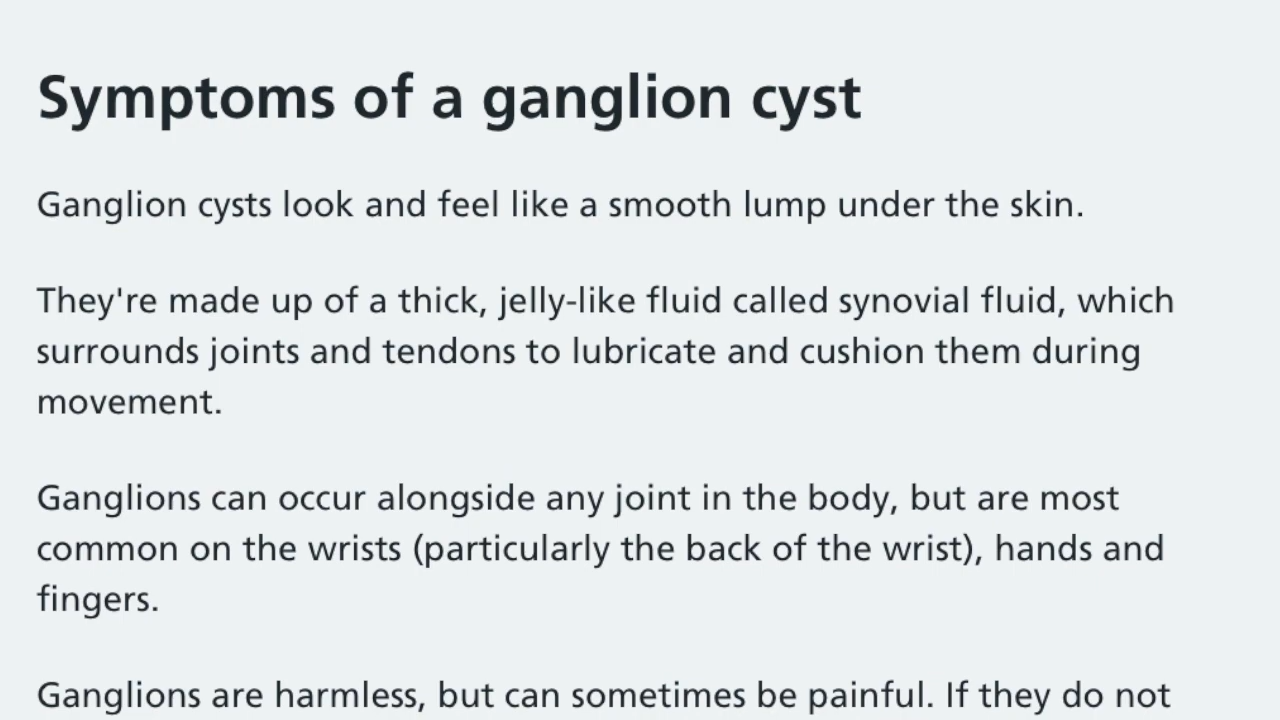 Symptoms of a ganglion cyst
Ganglion cysts look and feel like a smooth lump under the skin.
They're made up of a thick, jelly-like fluid called synovial fluid, which
surrounds joints and tendons to lubricate and cushion them during
movement.
Ganglions can occur alongside any joint in the body, but are most
common on the wrists (particularly the back of the wrist), hands and
fingers.
Ganglions are harmless, but can sometimes be painful. If they do not